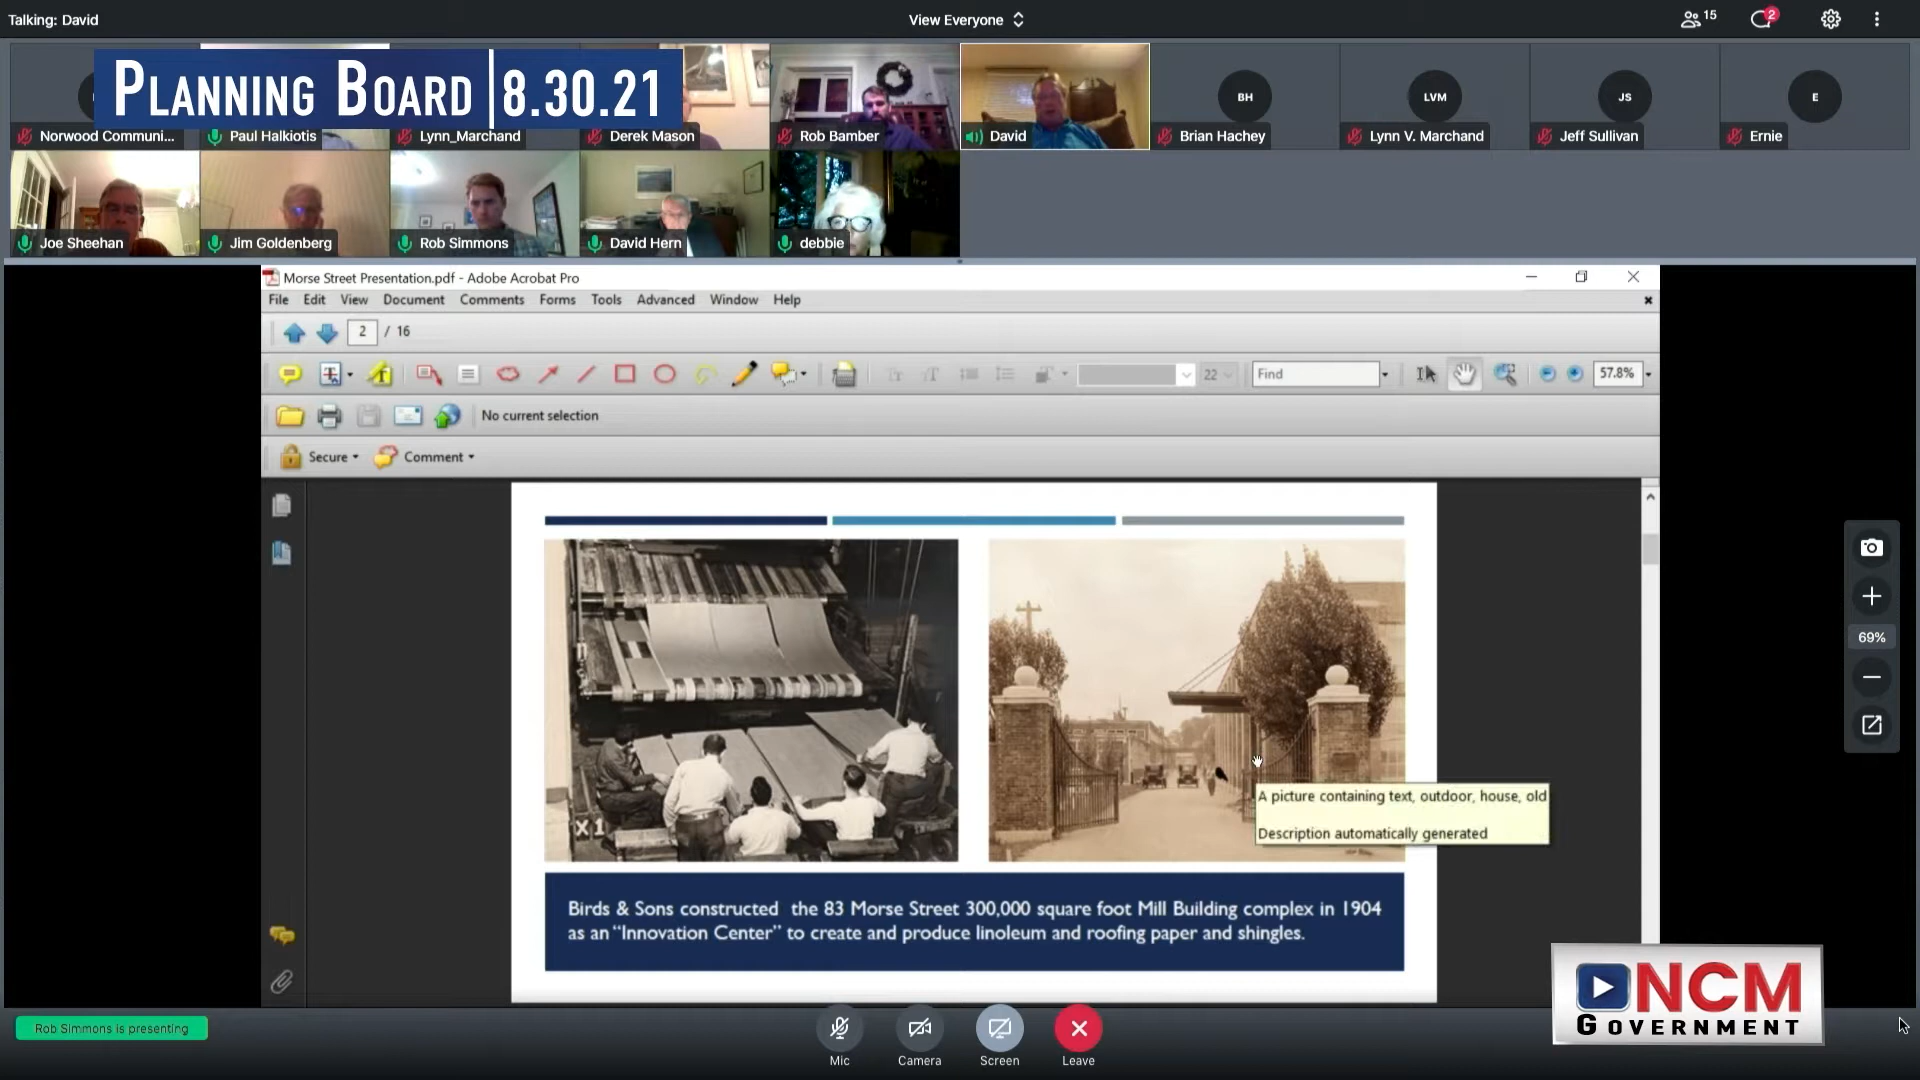 Talking: David
View Everyone
15
2
PLANNING BOARD 8.30.21
Norwood Communi...
Paul Halkiotis
Lynn_Marchand
Derek Mason
Rob Bamber
David
BH
Brian Hachey
LVM
Lynn V. Marchand
JS
Jeff Sullivan
E
Ernie
Joe Sheehan
Jim Goldenberg
Rob Simmons
David Hern
debbie
Morse Street Presentation.pdf - Adobe Acrobat Pro
File Edit View Document Comments Forms Tools Advanced Window Help
2 / 16
22
Find
57.8%
No current selection
Secure
Comment
X 1
A picture containing text, outdoor, house, old
Description automatically generated
Birds & Sons constructed the 83 Morse Street 300,000 square foot Mill Building complex in 1904
as an "Innovation Center" to create and produce linoleum and roofing paper and shingles.
69%
NCM
GOVERNMENT
Rob Simmons is presenting
Mic
Camera
Screen
Leave